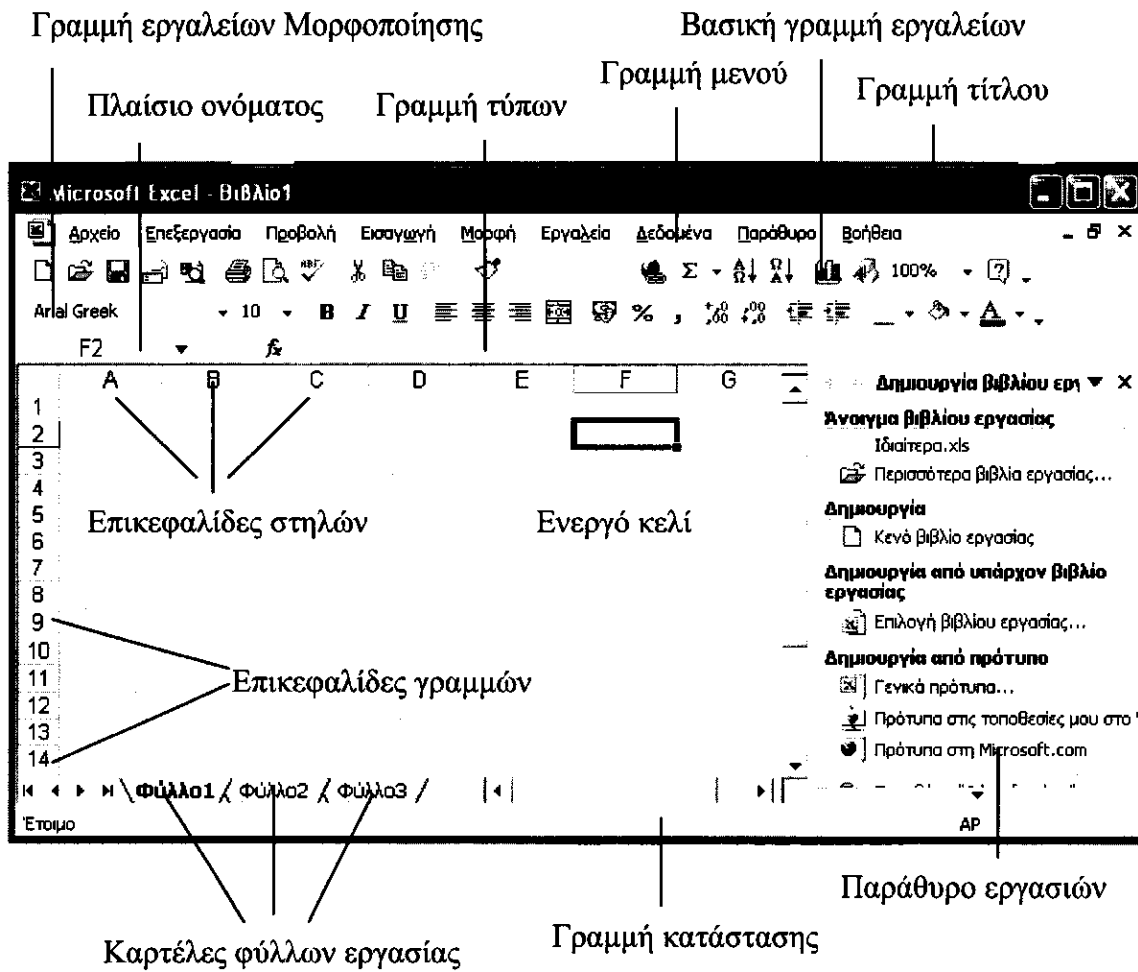 Γραμμή εργαλείων Μορφοποίησης
Βασική γραμμή εργαλείων
Γραμμή μενού
Πλαίσιο ονόματος
Γραμμή τύπων
Γραμμή τίτλου
Microsoft Excel - Βιβλίο1
Αρχείο Επεξεργασία Προβολή Εισαγωγή Μορφή Εργαλεία Δεδομένα Παράθυρο Βοήθεια
100%
Arial Greek 10 B I U % ,
F2 fx
A B C D E F G
Δημιουργία βιβλίου εργ
1
Άνοιγμα βιβλίου εργασίας
2
Ιδιαίτερα.xls
3
Περισσότερα βιβλία εργασίας...
4
Δημιουργία
5
Επικεφαλίδες στηλών
Ενεργό κελί
Κενό βιβλίο εργασίας
6
7
Δημιουργία από υπάρχον βιβλίο
εργασίας
8
9
Επιλογή βιβλίου εργασίας...
10
Δημιουργία από πρότυπο
11
Επικεφαλίδες γραμμών
Γενικά πρότυπα...
12
Πρότυπα στις τοποθεσίες μου στο
13
Πρότυπα στη Microsoft.com
14
Φύλλο1 Φύλλο2 Φύλλο3
Έτοιμο
AP
Παράθυρο εργασιών
Γραμμή κατάστασης
Καρτέλες φύλλων εργασίας